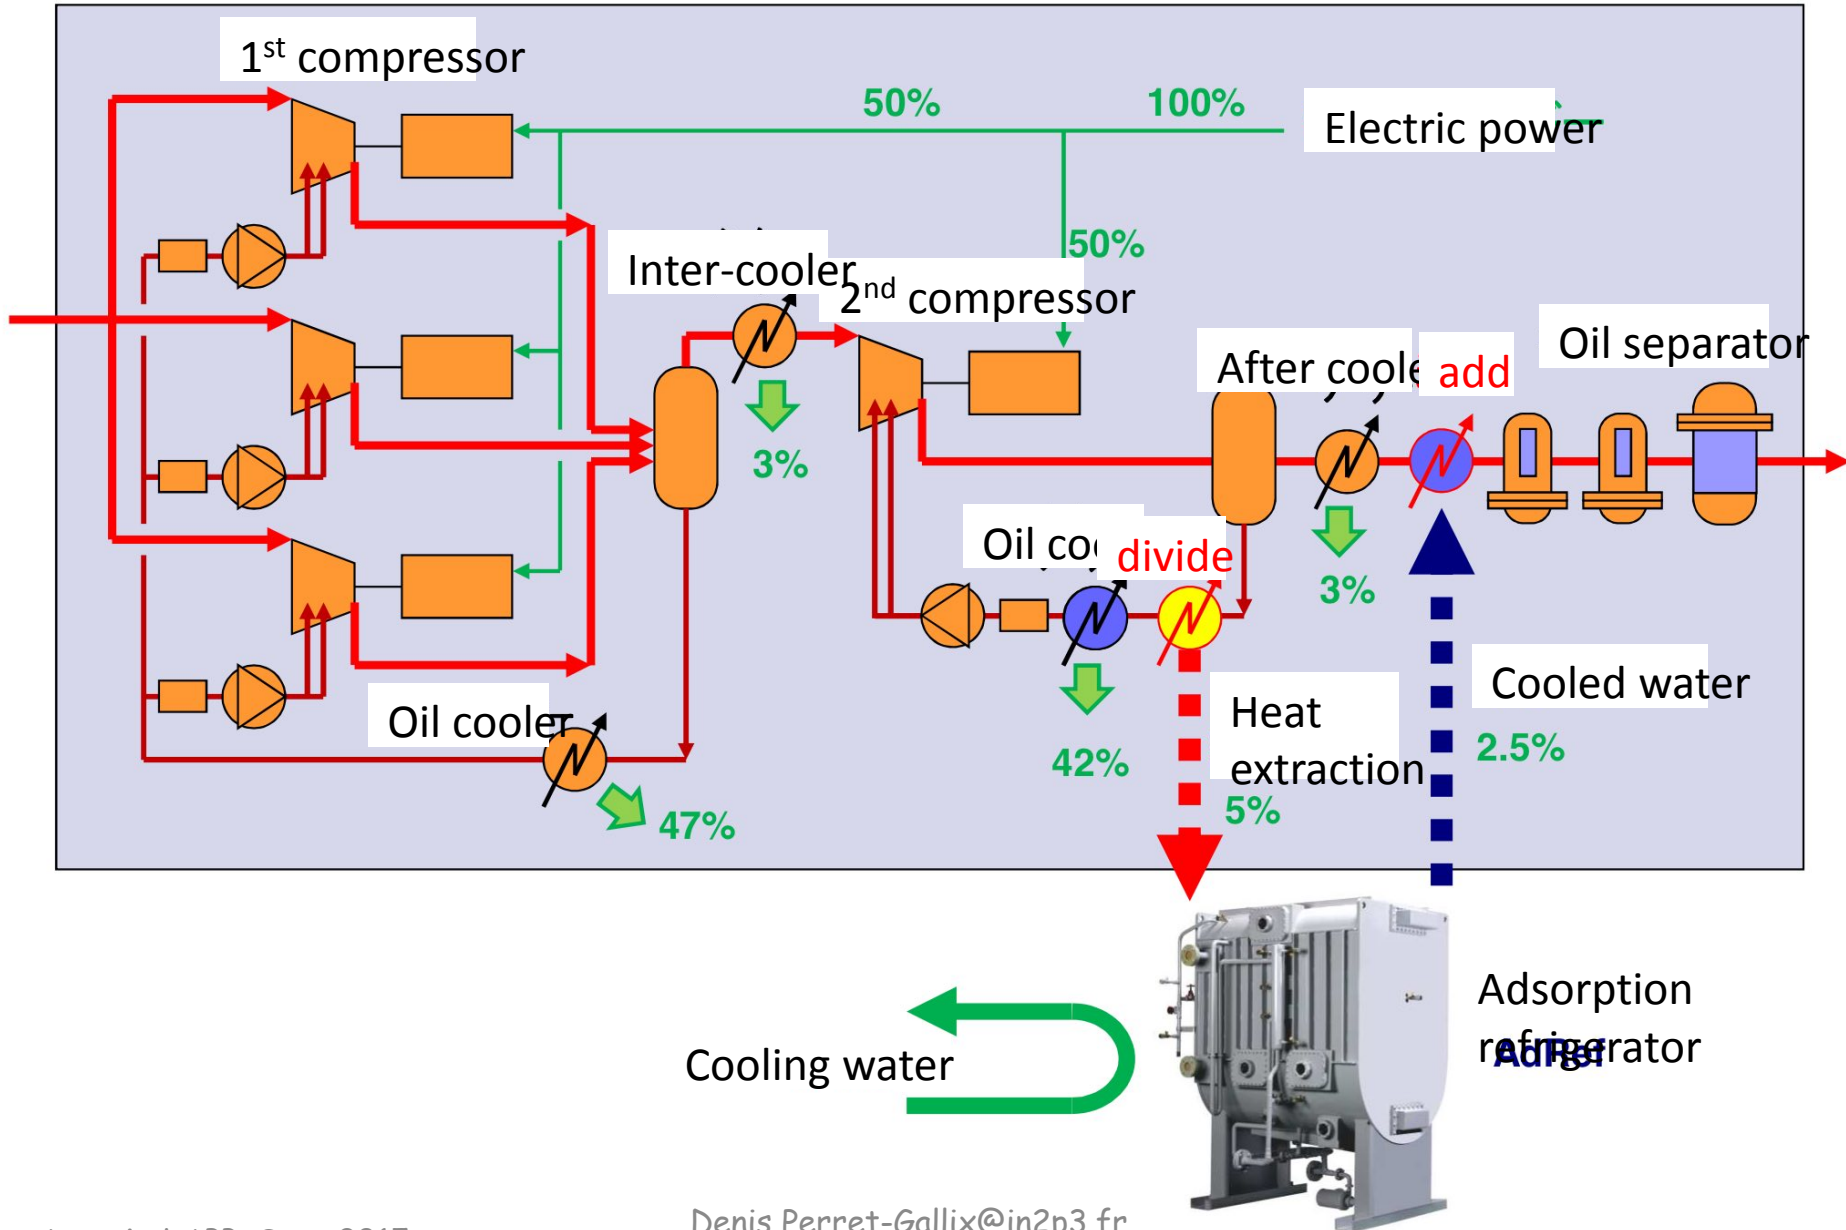 1st compressor
50%
100%
Electric power
50%
Inter-cooler
2nd compressor
Oil separator
After coole
add
3%
Oil coo
divide
3%
Oil cooler
Heat
extraction
Cooled water
2.5%
42%
5%
47%
Adsorption
refrigerator
AdRef
Cooling water
Denis.Perret-Gallix@in2p3.fr